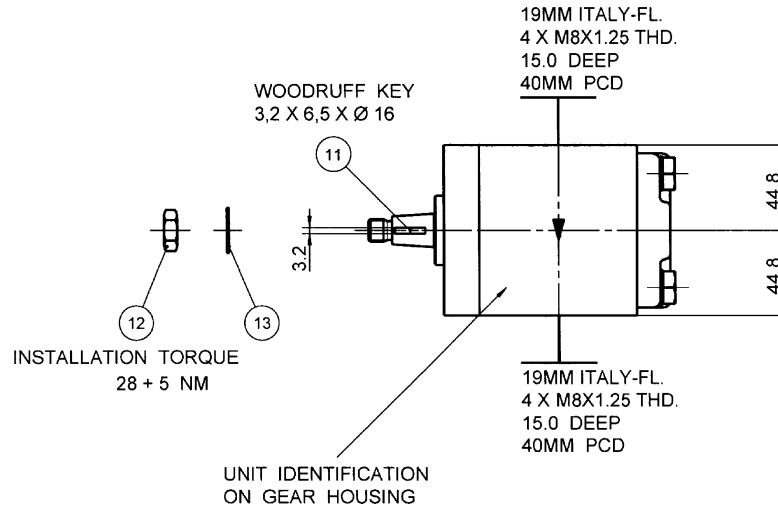 19MM ITALY-FL.
4 X M8X1.25 THD.
15.0 DEEP
40MM PCD
WOODRUFF KEY
3,2 X 6,5 X Ø 16
11
44.8
3.2
44.8
12
13
INSTALLATION TORQUE
28 + 5 NM
19MM ITALY-FL.
4 X M8X1.25 THD.
15.0 DEEP
40MM PCD
UNIT IDENTIFICATION
ON GEAR HOUSING